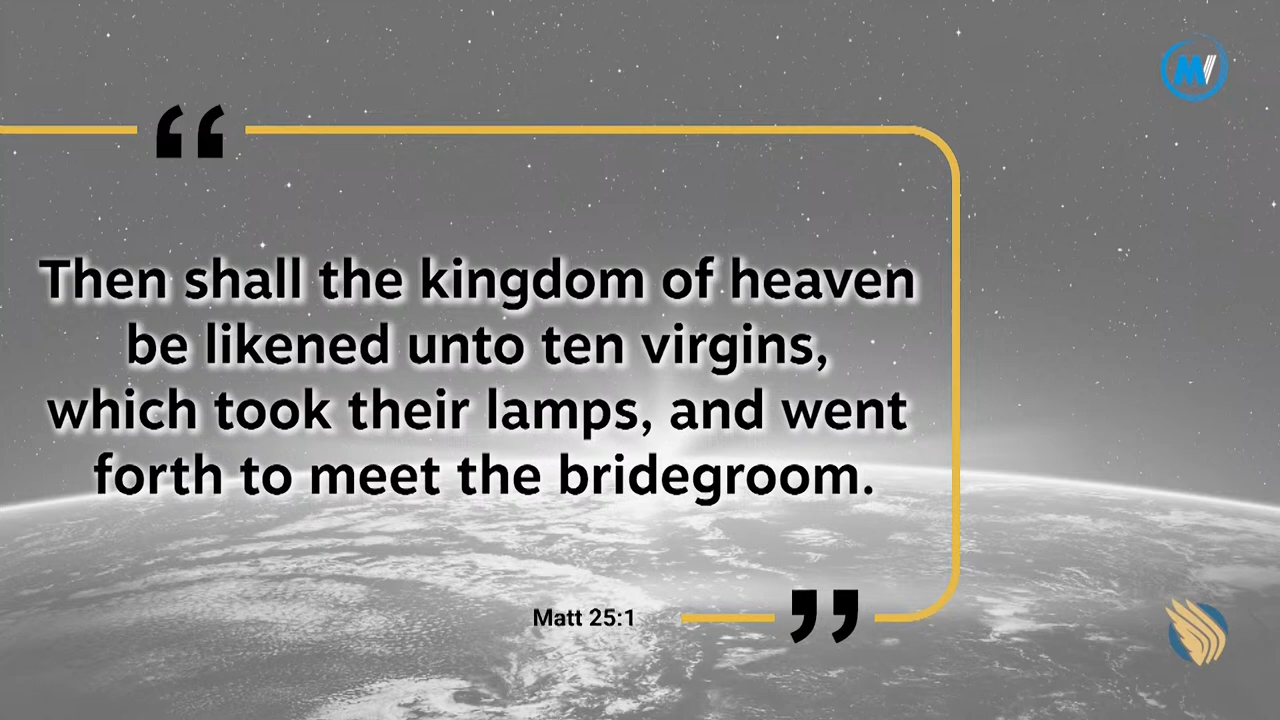 “
Then shall the kingdom of heaven
be likened unto ten virgins,
which took their lamps, and went
forth to meet the bridegroom.
Matt 25:1
”
MV